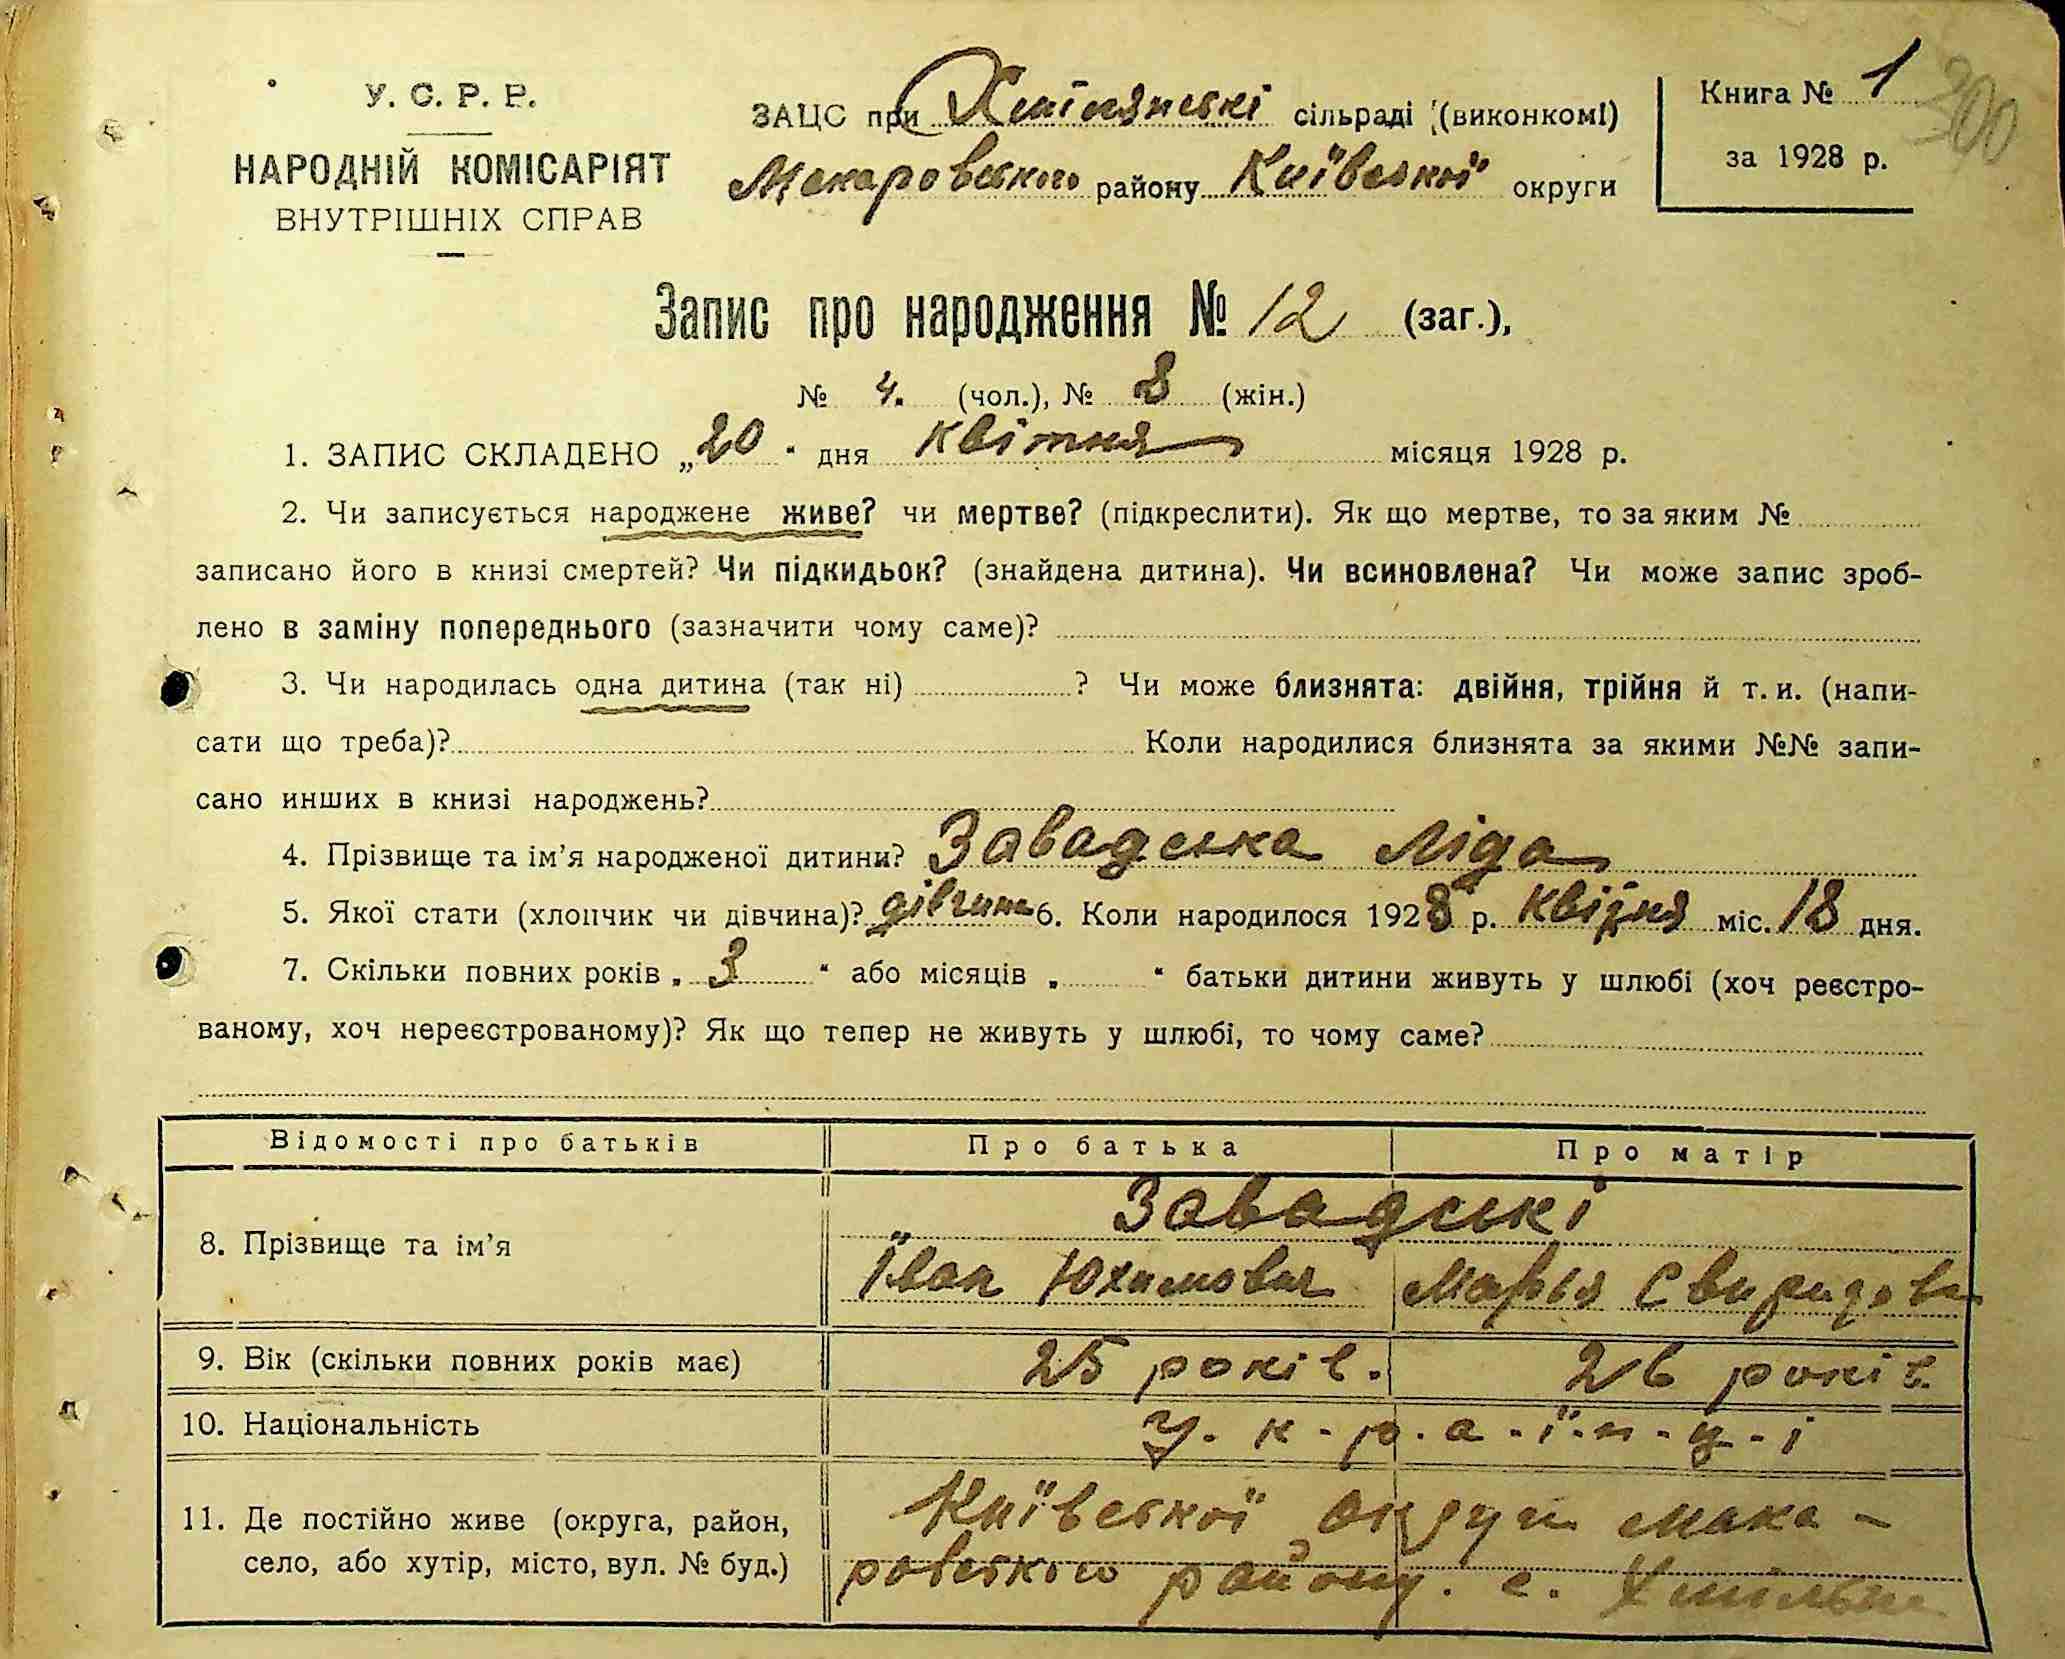 У. С. Р. Р.
НАРОДНІЙ КОМІСАРІЯТ
ВНУТРІШНІХ СПРАВ
ЗАЦС при Хмілянські сільраді (виконкомі)
Макаровського району Київської округи
Книга № 1
за 1928 р.
300
Запис про народження № 12 (заг.),
№ 4. (чол.), № 8 (жін.)
1. ЗАПИС СКЛАДЕНО „20“ дня квітня місяця 1928 р.
2. Чи записується народжене живе? чи мертве? (підкреслити). Як що мертве, то за яким №
записано його в книзі смертей? Чи підкидьок? (знайдена дитина). Чи всиновлена? Чи може запис зроб-
лено в заміну попереднього (зазначити чому саме)?
3. Чи народилась одна дитина (так ні) ? Чи може близнята: двійня, трійня й т. и. (напи-
сати що треба)? Коли народилися близнята за якими №№ запи-
сано инших в книзі народжень?
4. Прізвище та ім’я народженої дитини? Завадська Ліда
5. Якої стати (хлопчик чи дівчина)? дівчина 6. Коли народилося 1928 р. квітня міс. 18 дня.
7. Скільки повних років „ 3 “ або місяців „ “ батьки дитини живуть у шлюбі (хоч реєстро-
ваному, хоч нереєстрованому)? Як що тепер не живуть у шлюбі, то чому саме?
Відомості про батьків Про батька Про матір
8. Прізвище та ім’я
Завадські
Іван Юхимович Марья Свиридовн
9. Вік (скільки повних років має) 25 років. 26 років.
10. Національність У-к-р-а-ї-н-ц-і
11. Де постійно живе (округа, район,
село, або хутір, місто, вул. № буд.)
Київської округи Мака-
ровського району. с.